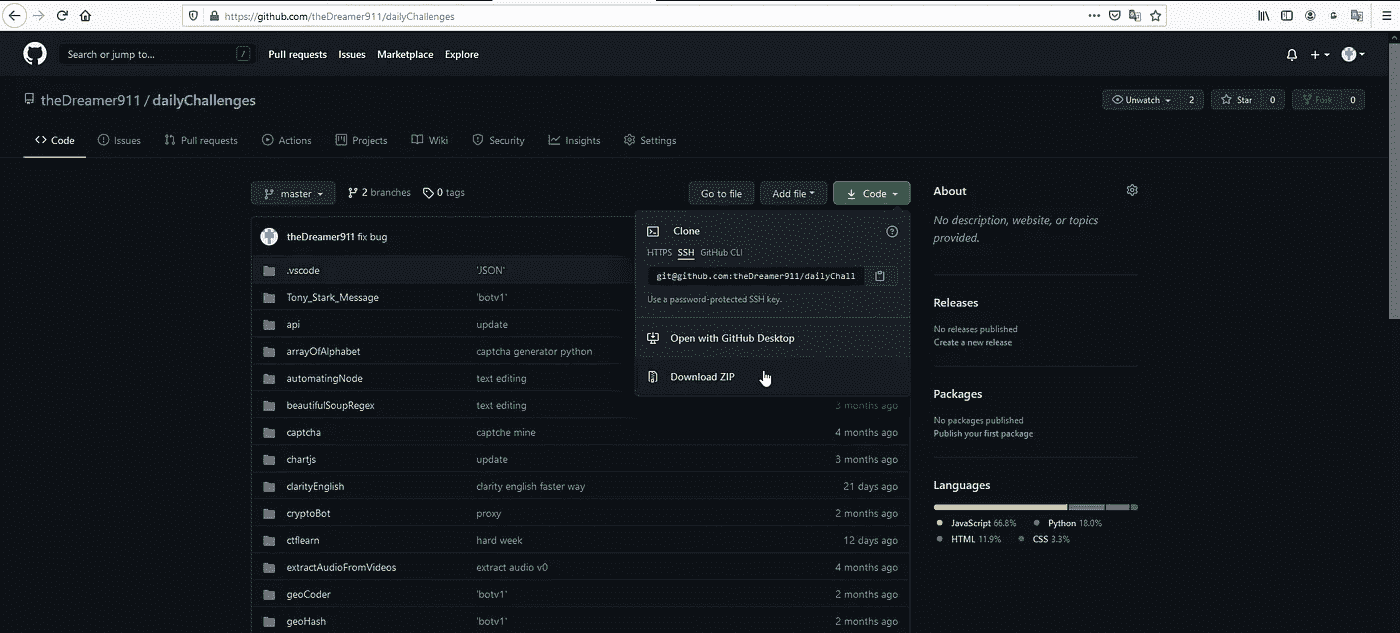 https://github.com/theDreamer911/dailyChallenges
Search or jump to... /
Pull requests Issues Marketplace Explore
theDreamer911 / dailyChallenges
Unwatch 2 Star 0 Fork 0
Code Issues Pull requests Actions Projects Wiki Security Insights Settings
master 2 branches 0 tags
Go to file Add file Code
theDreamer911 fix bug
Clone
HTTPS SSH GitHub CLI
git@github.com:theDreamer911/dailyChall
Use a password-protected SSH key.
Open with GitHub Desktop
Download ZIP
.vscode 'JSON'
Tony_Stark_Message 'botv1'
api update
arrayOfAlphabet captcha generator python
automatingNode text editing
beautifulSoupRegex text editing 3 months ago
captcha captche mine 4 months ago
chartjs update 3 months ago
clarityEnglish clarity english faster way 21 days ago
cryptoBot proxy 2 months ago
ctflearn hard week 12 days ago
extractAudioFromVideos extract audio v0 4 months ago
geoCoder 'botv1' 2 months ago
geoHash 'botv1' 2 months ago
About
No description, website, or topics
provided.
Releases
No releases published
Create a new release
Packages
No packages published
Publish your first package
Languages
JavaScript 66.8% Python 18.0%
HTML 11.9% CSS 3.3%